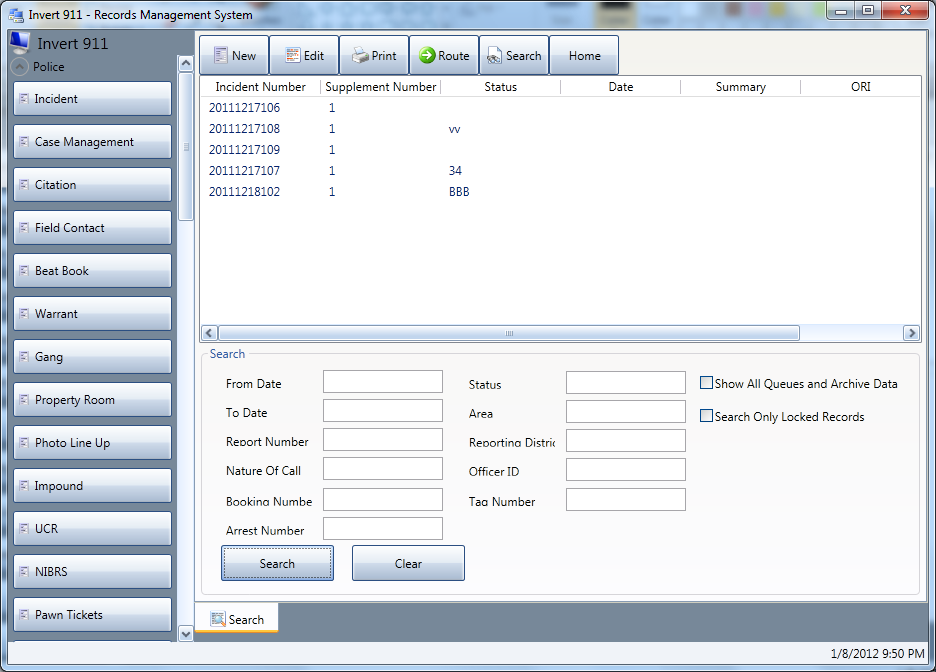 Invert 911 - Records Management System
Invert 911
Police
Incident
Case Management
Citation
Field Contact
Beat Book
Warrant
Gang
Property Room
Photo Line Up
Impound
UCR
NIBRS
Pawn Tickets
New Edit Print Route Search Home
Incident Number Supplement Number Status Date Summary ORI
20111217106 1
20111217108 1 vv
20111217109 1
20111217107 1 34
20111218102 1 BBB
Search
From Date Status Show All Queues and Archive Data
To Date Area Search Only Locked Records
Report Number Reporting Distric
Nature Of Call Officer ID
Booking Numbe Tag Number
Arrest Number
Search Clear
Search
1/8/2012 9:50 PM